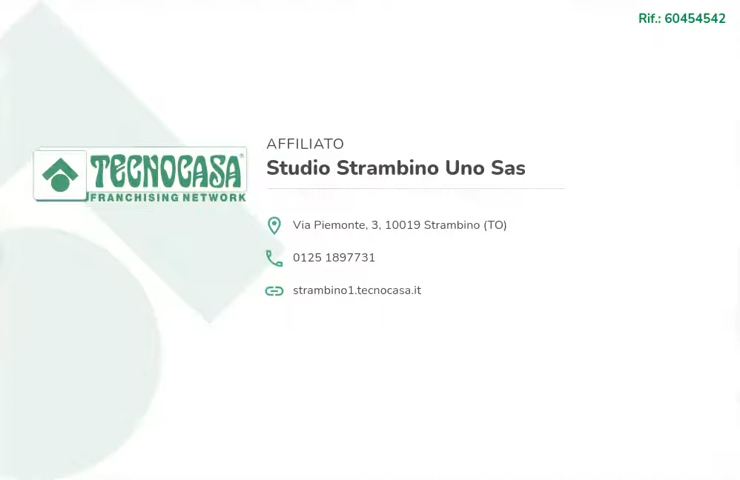 Rif.: 60454542
AFFILIATO
Studio Strambino Uno Sas
TECNOCASA®
FRANCHISING NETWORK
Via Piemonte, 3, 10019 Strambino (TO)
0125 1897731
strambino1.tecnocasa.it